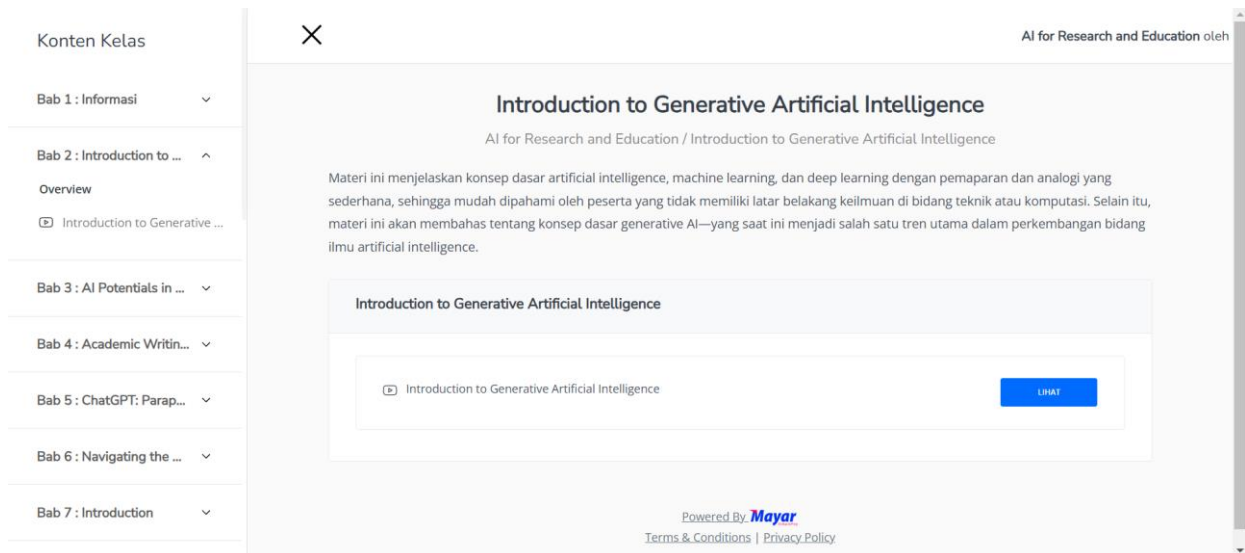 Konten Kelas
Bab 1 : Informasi
Bab 2 : Introduction to ...
Overview
Introduction to Generative ...
Bab 3 : AI Potentials in ...
Bab 4 : Academic Writin...
Bab 5 : ChatGPT: Parap...
Bab 6 : Navigating the ...
Bab 7 : Introduction
AI for Research and Education oleh
Introduction to Generative Artificial Intelligence
AI for Research and Education / Introduction to Generative Artificial Intelligence
Materi ini menjelaskan konsep dasar artificial intelligence, machine learning, dan deep learning dengan pemaparan dan analogi yang
sederhana, sehingga mudah dipahami oleh peserta yang tidak memiliki latar belakang keilmuan di bidang teknik atau komputasi. Selain itu,
materi ini akan membahas tentang konsep dasar generative AI—yang saat ini menjadi salah satu tren utama dalam perkembangan bidang
ilmu artificial intelligence.
Introduction to Generative Artificial Intelligence
Introduction to Generative Artificial Intelligence
LIHAT
Powered By Mayar
Terms & Conditions | Privacy Policy